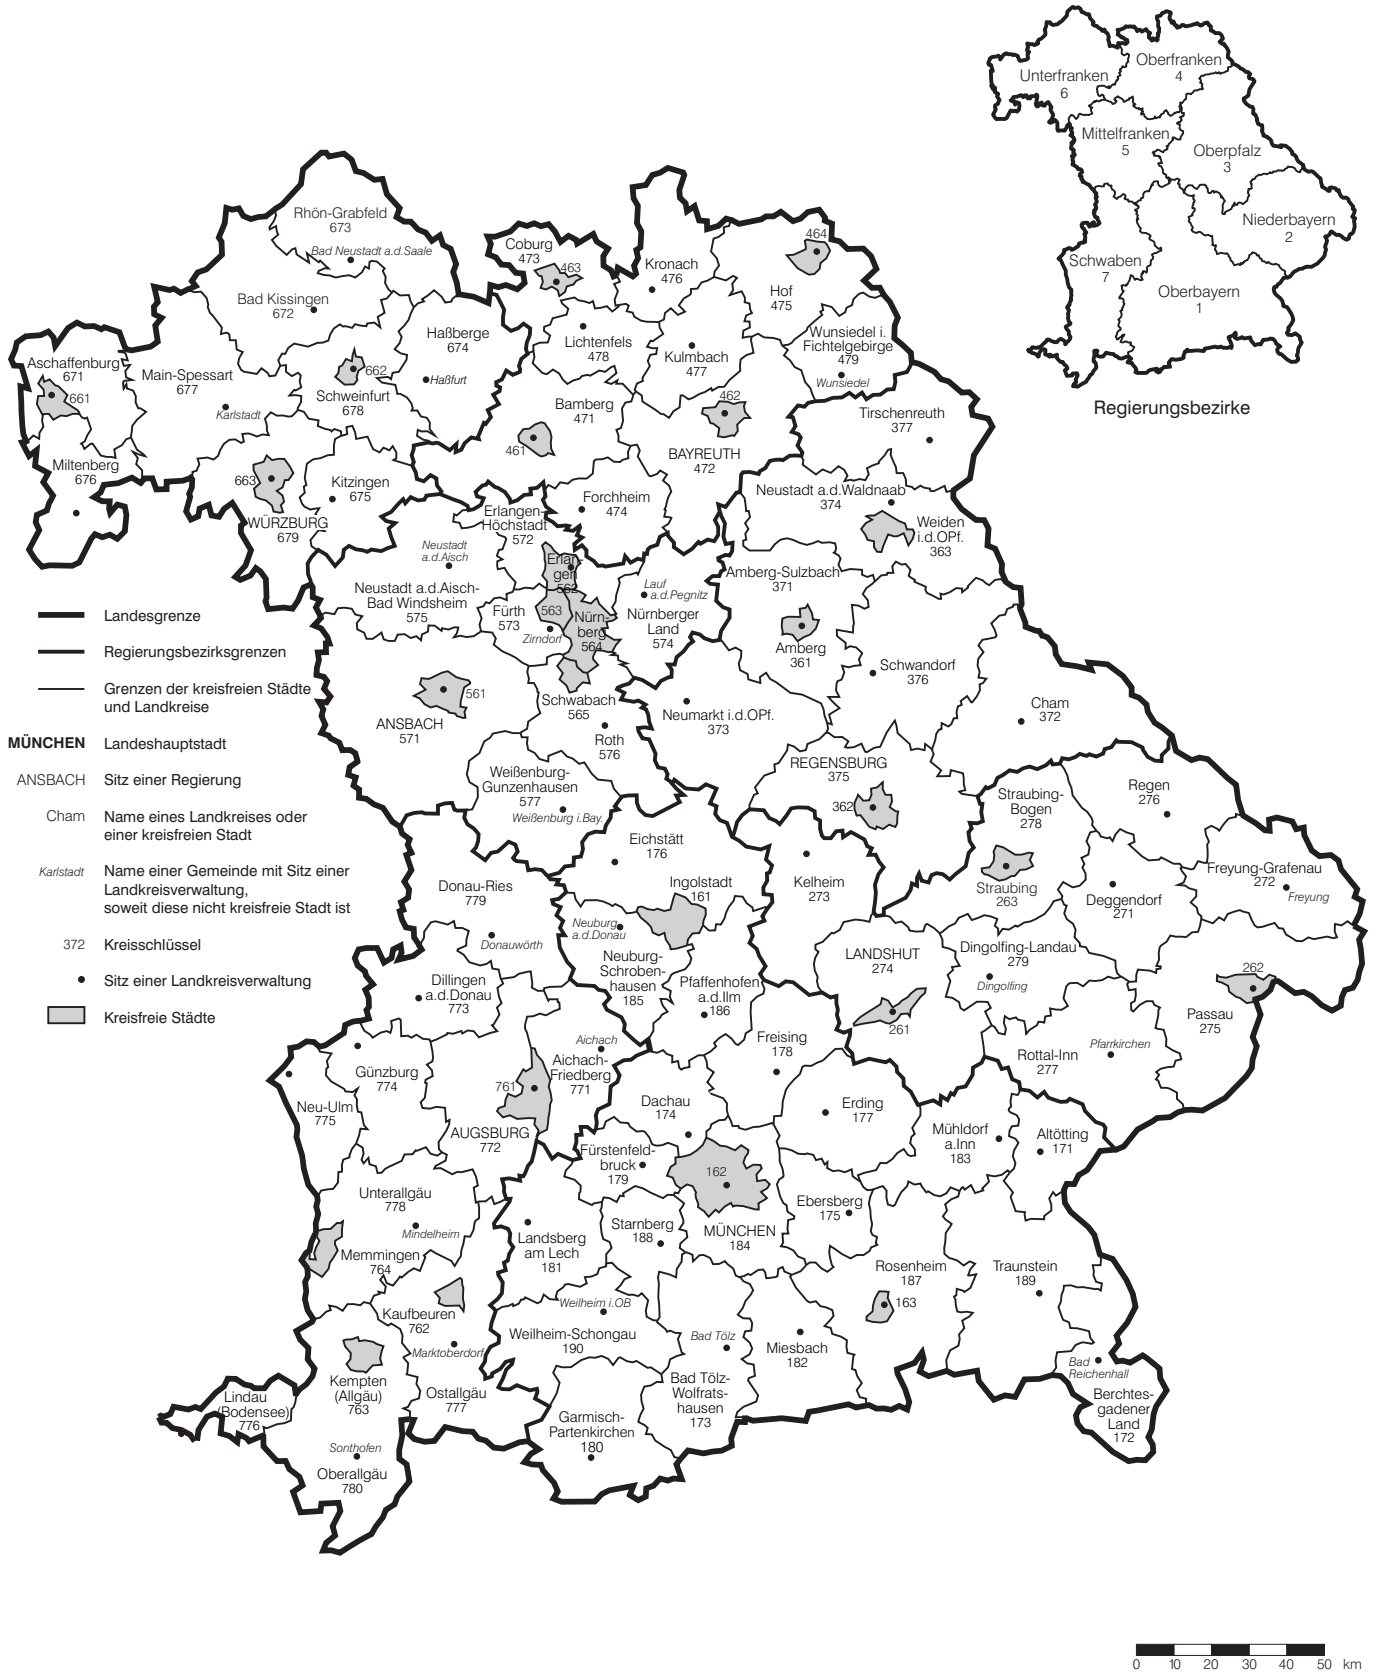 Unterfranken
6
Oberfranken
4
Mittelfranken
5
Oberpfalz
3
Niederbayern
2
Schwaben
7
Oberbayern
1
Regierungsbezirke
Rhön-Grabfeld
673
Bad Neustadt a.d.Saale
Bad Kissingen
672
Coburg
473
463
Kronach
476
464
Hof
475
Haßberge
674
Haßfurt
Lichtenfels
478
Kulmbach
477
Wunsiedel i.
Fichtelgebirge
479
Wunsiedel
Aschaffenburg
671
661
Main-Spessart
677
Karlstadt
662
Schweinfurt
678
Bamberg
471
461
462
BAYREUTH
472
Tirschenreuth
377
Miltenberg
676
663
WÜRZBURG
679
Kitzingen
675
Forchheim
474
Erlangen-
Höchstadt
572
Neustadt a.d.Waldnaab
374
Weiden
i.d.OPf.
363
Neustadt
a.d.Aisch
Neustadt a.d.Aisch-
Bad Windsheim
575
Erlan-
gen
562
Fürth
573
563
Zirndorf
Nürn-
berg
564
Lauf
a.d.Pegnitz
Nürnberger
Land
574
Amberg-Sulzbach
371
Amberg
361
Schwandorf
376
Cham
372
561
ANSBACH
571
Schwabach
565
Roth
576
Neumarkt i.d.OPf.
373
REGENSBURG
375
362
Weißenburg-
Gunzenhausen
577
Weißenburg i.Bay.
Straubing-
Bogen
278
Straubing
263
Regen
276
Freyung-Grafenau
272
Freyung
Deggendorf
271
Eichstätt
176
Ingolstadt
161
Kelheim
273
Donau-Ries
779
Donauwörth
Neuburg
a.d.Donau
Neuburg-
Schroben-
hausen
185
Pfaffenhofen
a.d.Ilm
186
LANDSHUT
274
261
Dingolfing-Landau
279
Dingolfing
262
Passau
275
Rottal-Inn
277
Pfarrkirchen
Dillingen
a.d.Donau
773
Günzburg
774
Neu-Ulm
775
Aichach
Aichach-
Friedberg
771
761
AUGSBURG
772
Freising
178
Dachau
174
Erding
177
Mühldorf
a.Inn
183
Altötting
171
Fürstenfeld-
bruck
179
162
MÜNCHEN
184
Ebersberg
175
Unterallgäu
778
Mindelheim
Memmingen
764
Landsberg
am Lech
181
Starnberg
188
Rosenheim
187
163
Traunstein
189
Kaufbeuren
762
Marktoberdorf
Ostallgäu
777
Weilheim i.OB
Weilheim-Schongau
190
Bad Tölz
Bad Tölz-
Wolfrats-
hausen
173
Miesbach
182
Bad
Reichenhall
Berchtes-
gadener
Land
172
Kempten
(Allgäu)
763
Lindau
(Bodensee)
776
Sonthofen
Oberallgäu
780
Garmisch-
Partenkirchen
180
Landesgrenze
Regierungsbezirksgrenzen
Grenzen der kreisfreien Städte
und Landkreise
MÜNCHEN Landeshauptstadt
ANSBACH Sitz einer Regierung
Cham Name eines Landkreises oder
einer kreisfreien Stadt
Karlstadt Name einer Gemeinde mit Sitz einer
Landkreisverwaltung,
soweit diese nicht kreisfreie Stadt ist
372 Kreisschlüssel
Sitz einer Landkreisverwaltung
Kreisfreie Städte
0 10 20 30 40 50 km